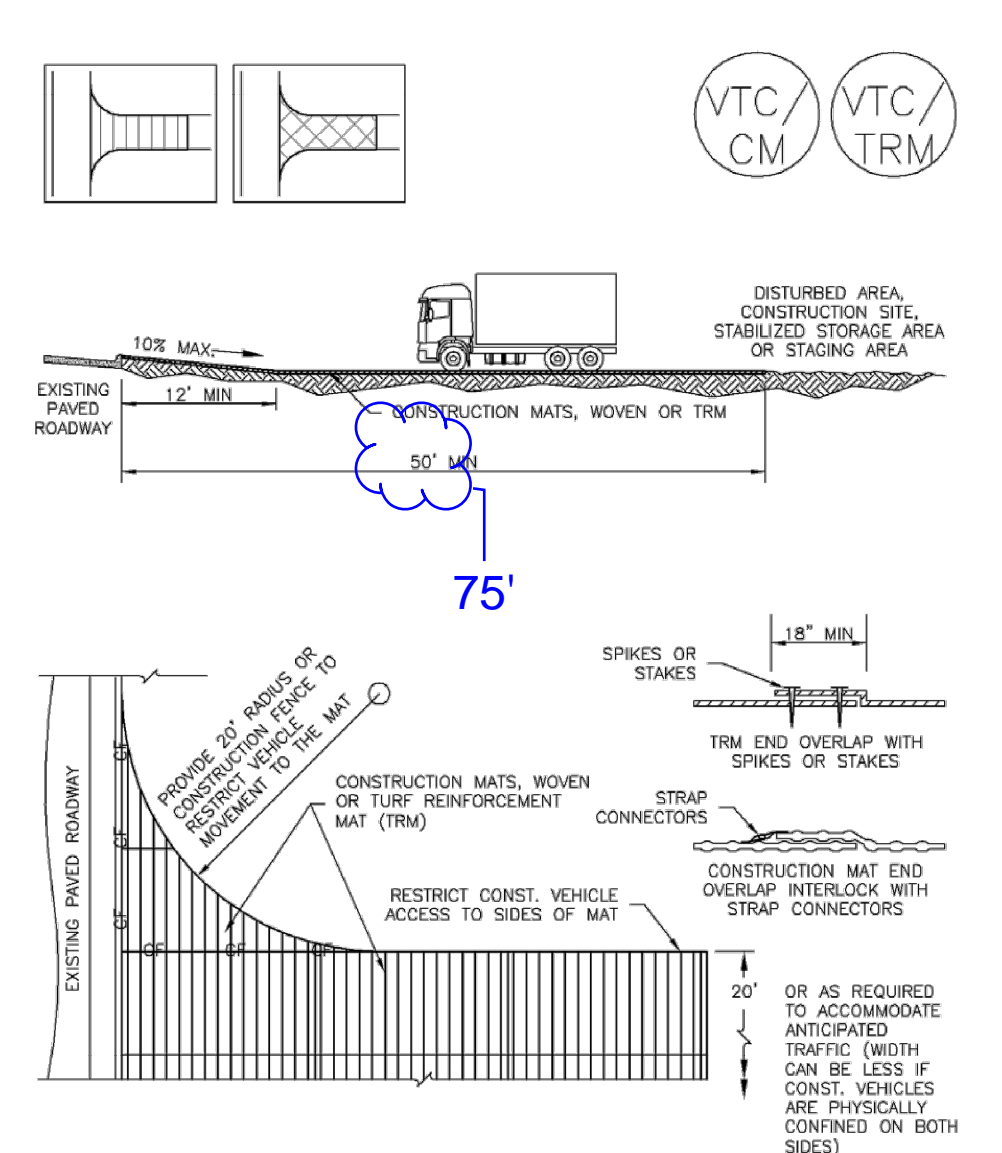 VTC/
CM
VTC/
TRM
DISTURBED AREA,
CONSTRUCTION SITE,
STABILIZED STORAGE AREA
OR STAGING AREA
10% MAX.
EXISTING
PAVED
ROADWAY
12' MIN
CONSTRUCTION MATS, WOVEN OR TRM
50' MIN
75'
18" MIN
SPIKES OR
STAKES
TRM END OVERLAP WITH
SPIKES OR STAKES
PROVIDE 20' RADIUS OR
CONSTRUCTION FENCE TO
RESTRICT VEHICLE
MOVEMENT TO THE MAT
CONSTRUCTION MATS, WOVEN
OR TURF REINFORCEMENT
MAT (TRM)
STRAP
CONNECTORS
CONSTRUCTION MAT END
OVERLAP INTERLOCK WITH
STRAP CONNECTORS
RESTRICT CONST. VEHICLE
ACCESS TO SIDES OF MAT
EXISTING PAVED ROADWAY
CF
CF
CF
CF
CF
CF
20'
OR AS REQUIRED
TO ACCOMMODATE
ANTICIPATED
TRAFFIC (WIDTH
CAN BE LESS IF
CONST. VEHICLES
ARE PHYSICALLY
CONFINED ON BOTH
SIDES)